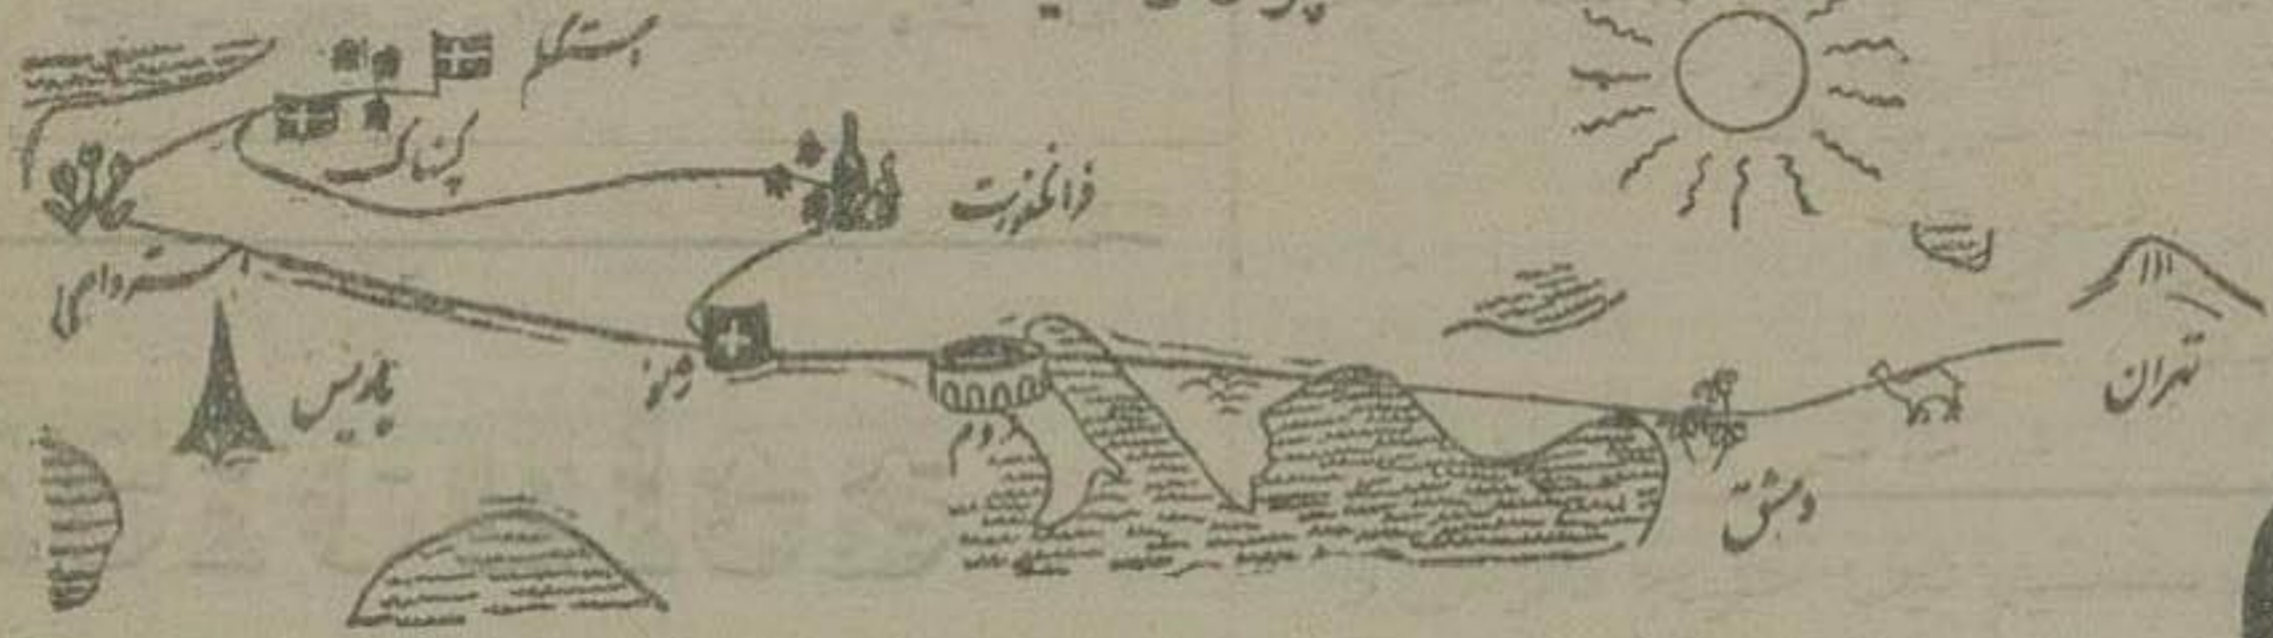 استکهلم
کپنهاک
فرانکفورت
آمستردام
پاریس
ژنو
رم
دمشق
تهران